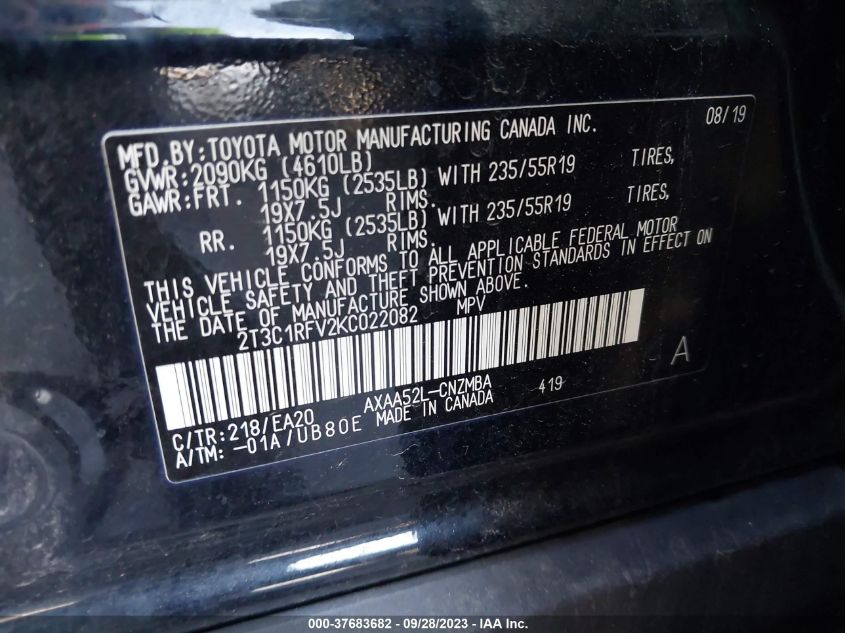 MFD.BY:TOYOTA MOTOR MANUFACTURING CANADA INC. 08/19
GVWR:2090KG (4610LB)
GAWR:FRT. 1150KG (2535LB) WITH 235/55R19 TIRES,
19X7.5J RIMS.
RR. 1150KG (2535LB) WITH 235/55R19 TIRES,
19X7.5J RIMS.
THIS VEHICLE CONFORMS TO ALL APPLICABLE FEDERAL MOTOR
VEHICLE SAFETY AND THEFT PREVENTION STANDARDS IN EFFECT ON
THE DATE OF MANUFACTURE SHOWN ABOVE.
2T3C1RFV2KC022082 MPV
A
C/TR:218/EA20 AXAA52L-CNZMBA 419
A/TM: -01A/UB80E MADE IN CANADA
000-37683682 / 09/28/2023 - IAA Inc.